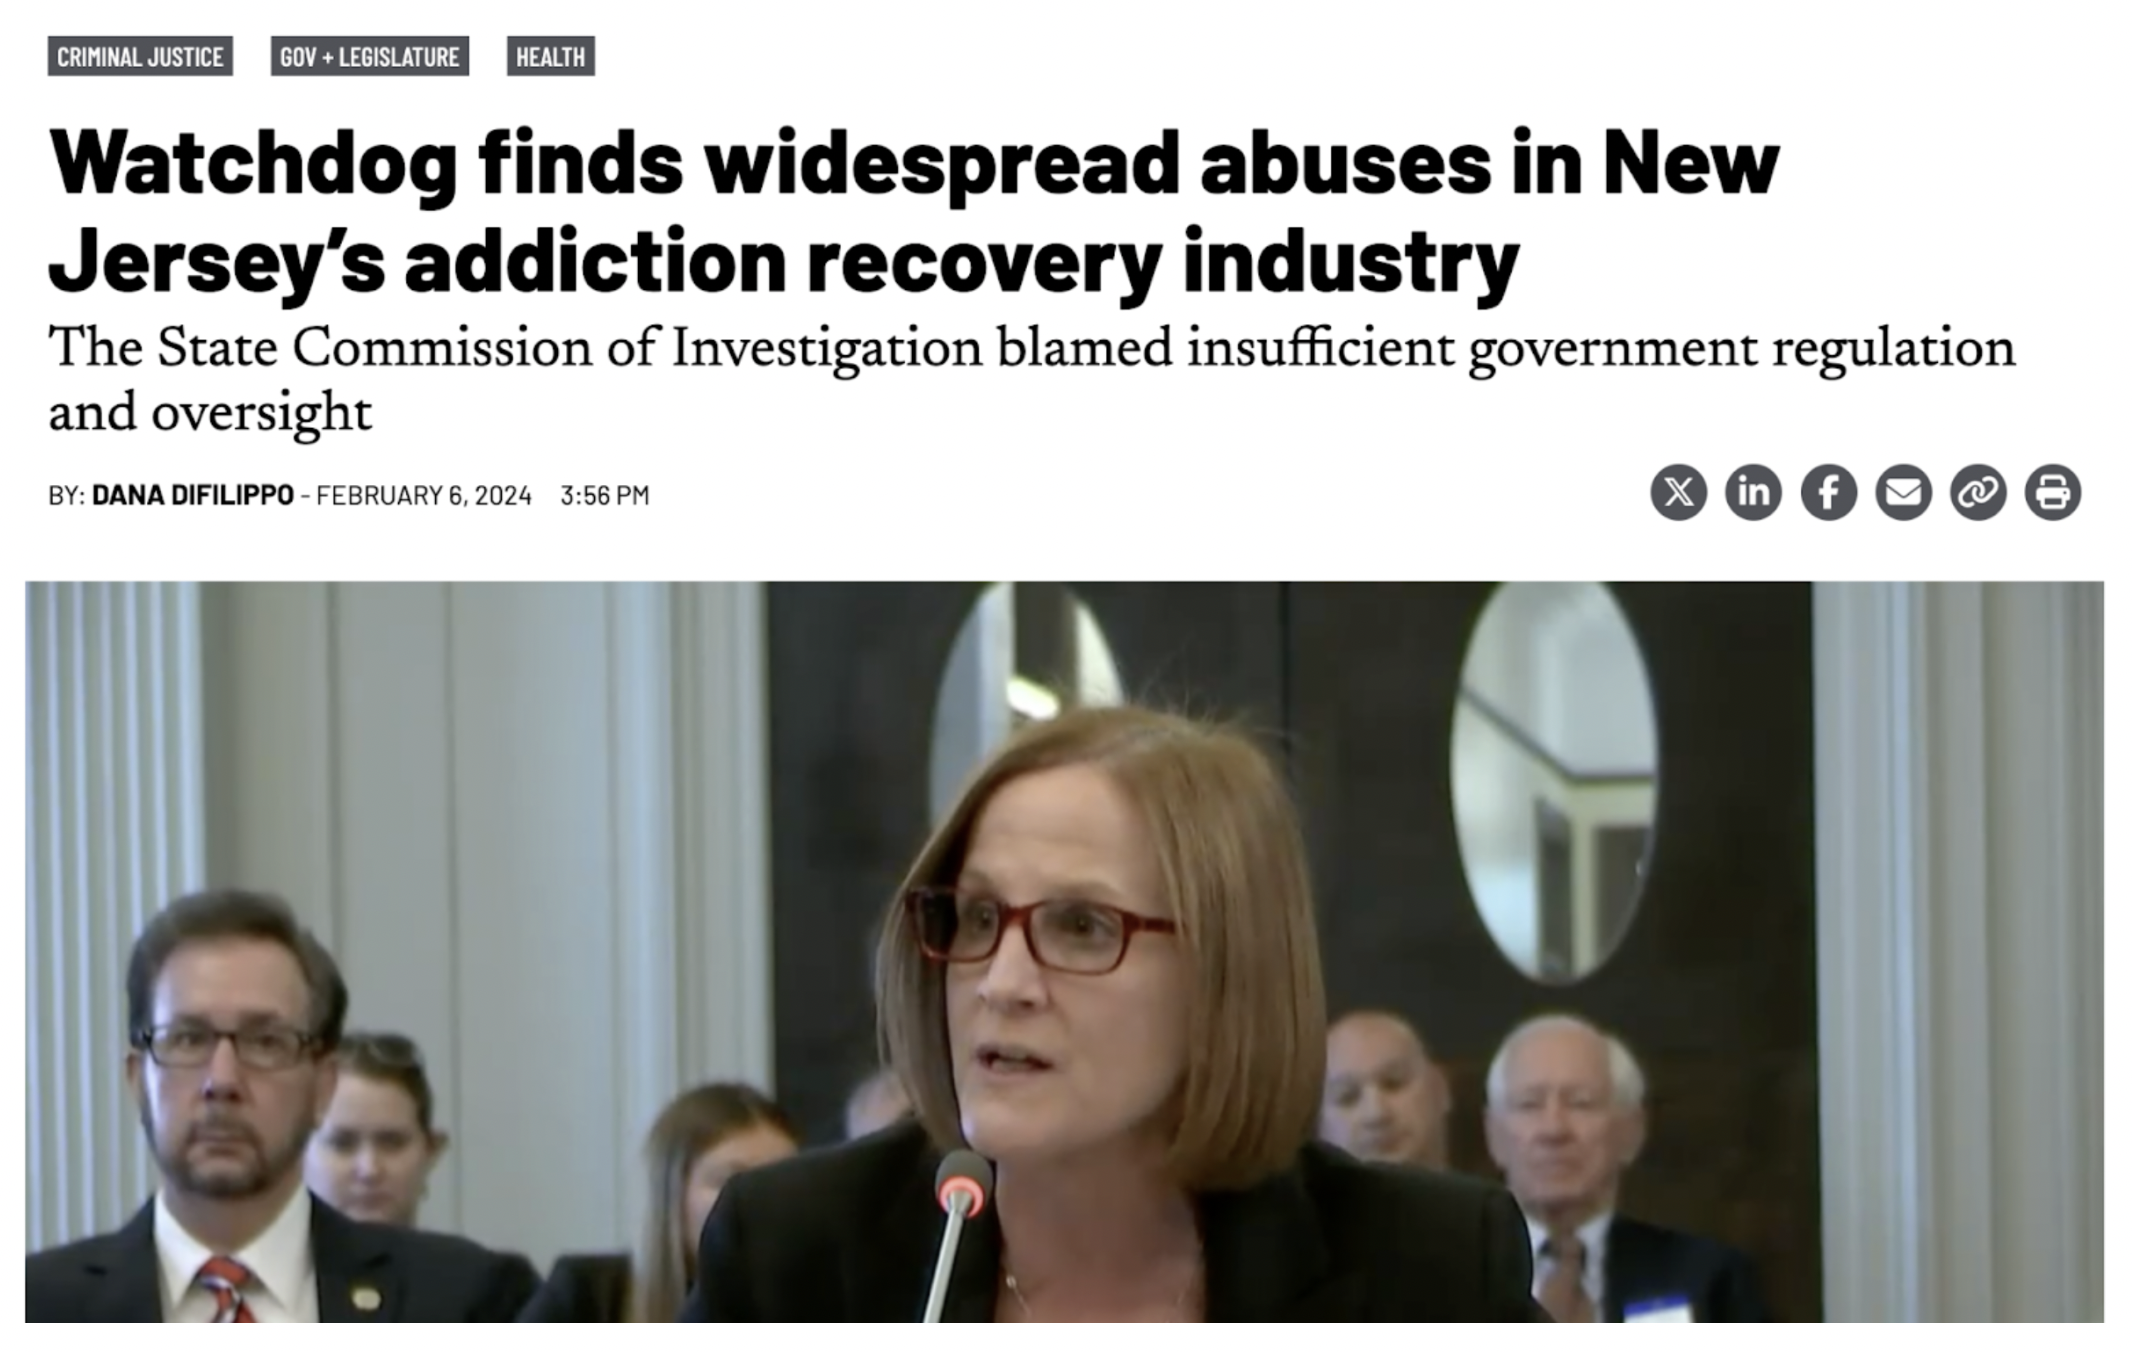 CRIMINAL JUSTICE GOV + LEGISLATURE HEALTH
Watchdog finds widespread abuses in New
Jersey’s addiction recovery industry
The State Commission of Investigation blamed insufficient government regulation
and oversight
BY: DANA DIFILIPPO - FEBRUARY 6, 2024 3:56 PM